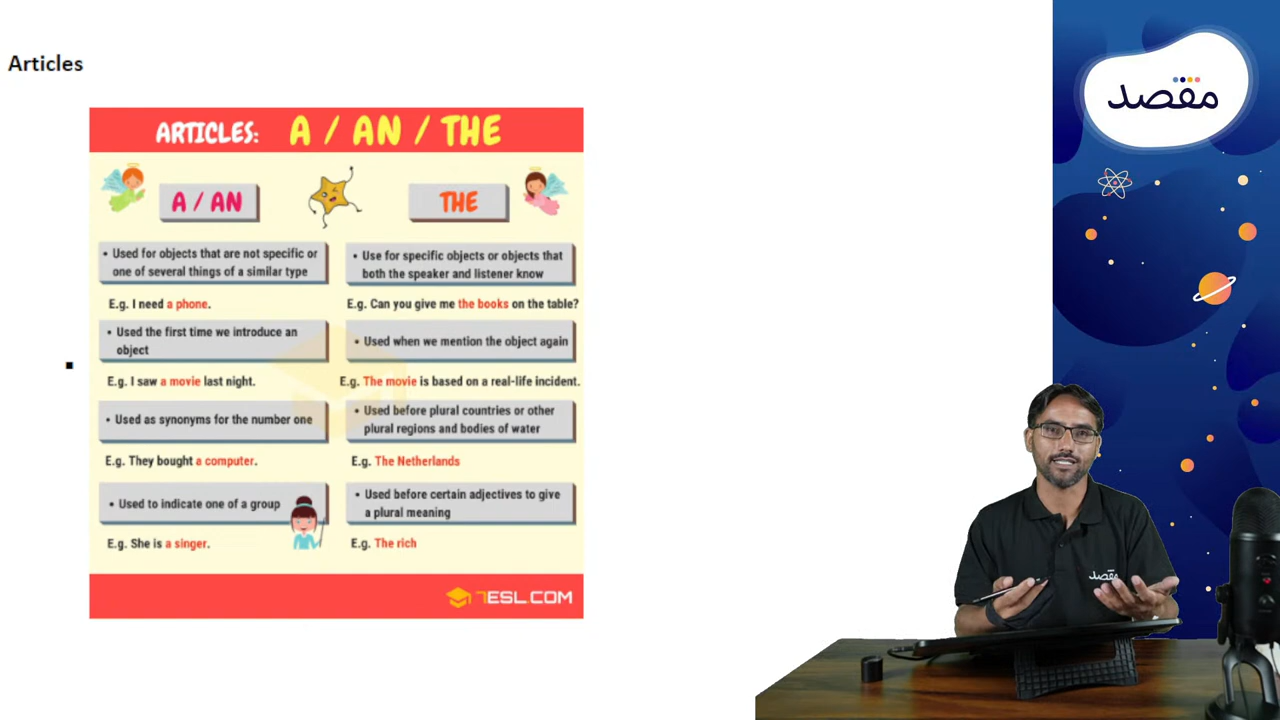 Articles
مقصد
ARTICLES: A / AN / THE
A / AN
THE
• Used for objects that are not specific or
one of several things of a similar type
E.g. I need a phone.
• Used the first time we introduce an
object
E.g. I saw a movie last night.
• Used as synonyms for the number one
E.g. They bought a computer.
• Used to indicate one of a group
E.g. She is a singer.
• Use for specific objects or objects that
both the speaker and listener know
E.g. Can you give me the books on the table?
• Used when we mention the object again
E.g. The movie is based on a real-life incident.
• Used before plural countries or other
plural regions and bodies of water
E.g. The Netherlands
• Used before certain adjectives to give
a plural meaning
E.g. The rich
7ESL.COM
مقصد